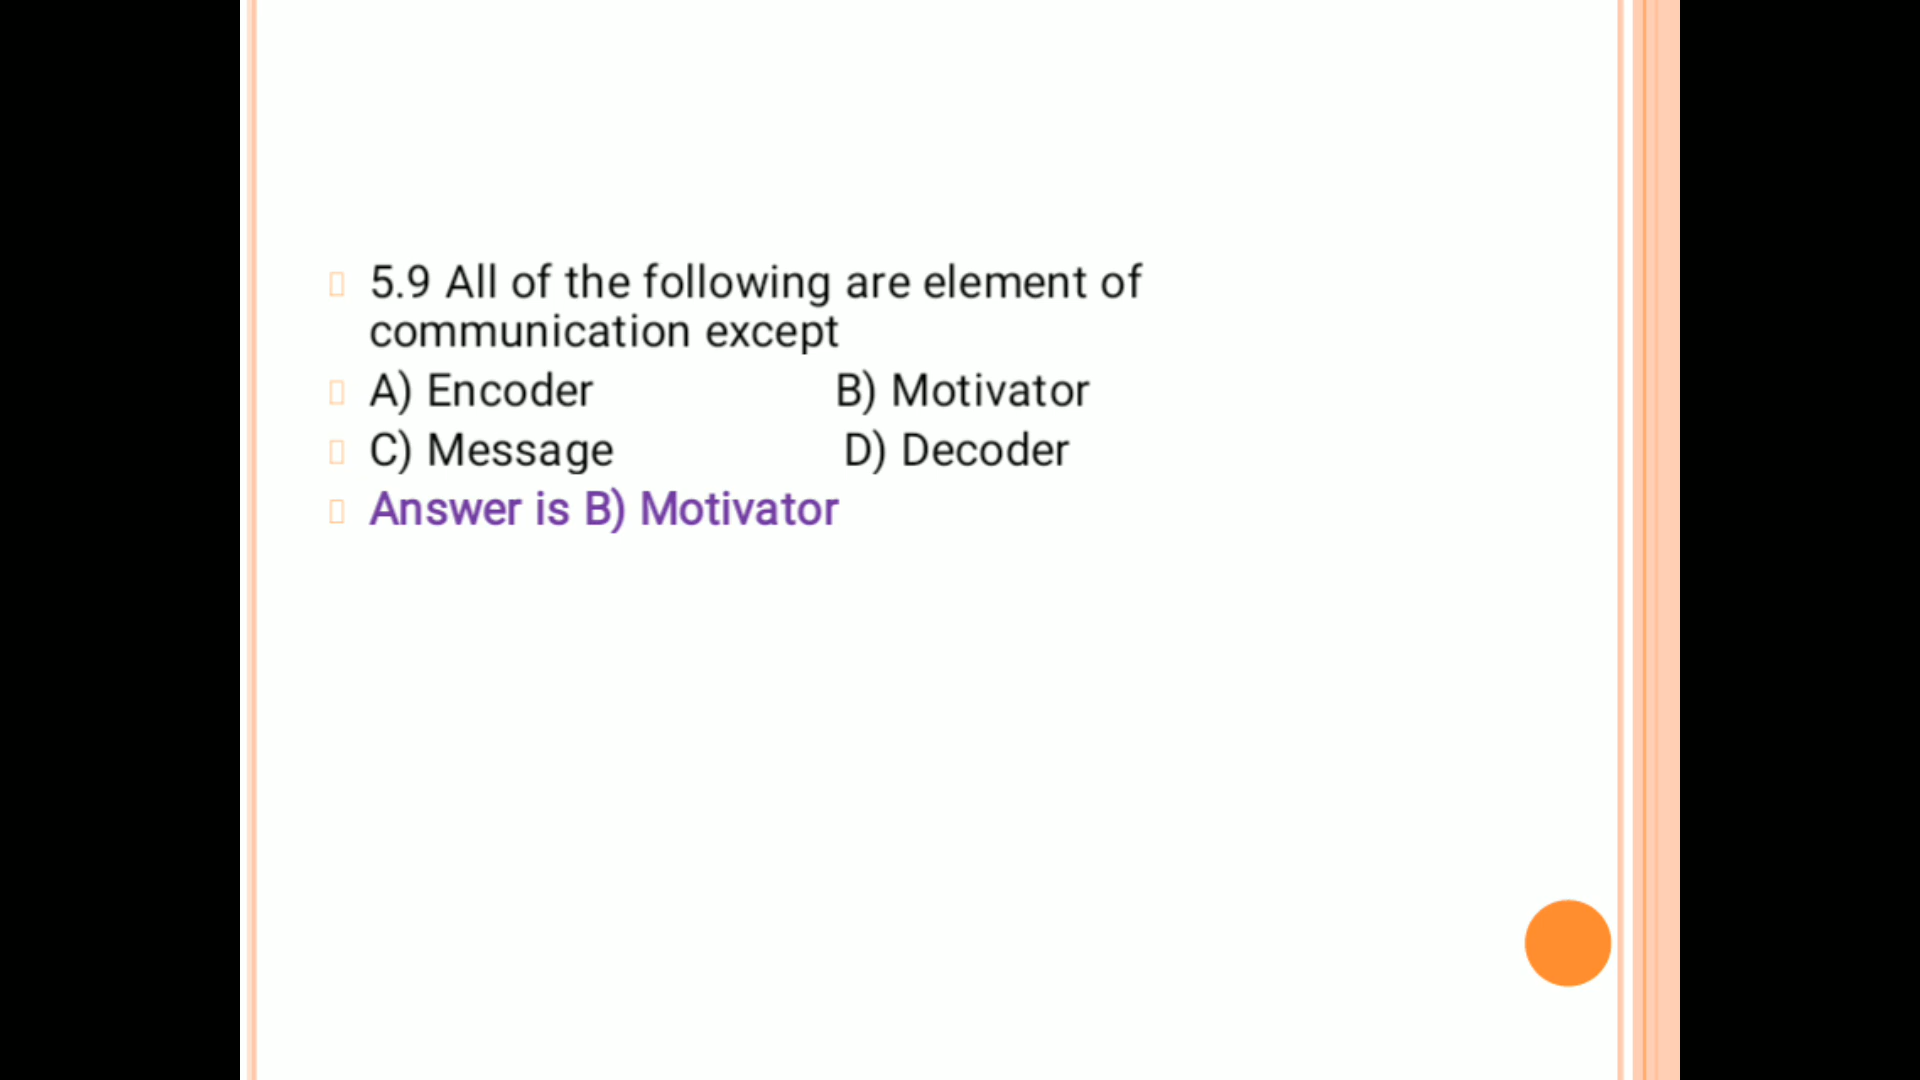 5.9 All of the following are element of
communication except
A) Encoder B) Motivator
C) Message D) Decoder
Answer is B) Motivator